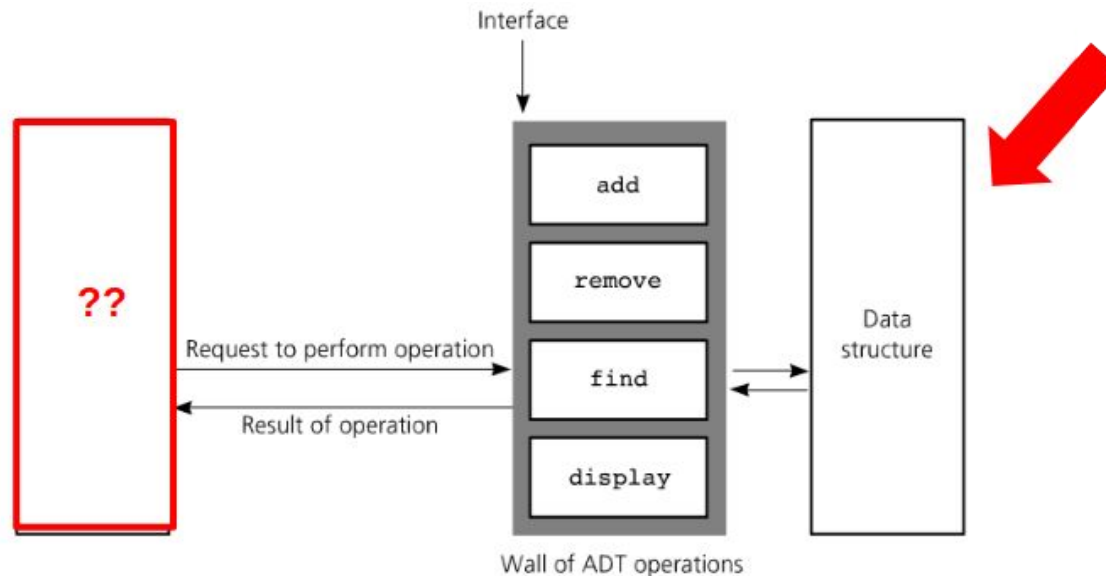 Interface
add
remove
??
Data
structure
Request to perform operation
find
Result of operation
display
Wall of ADT operations